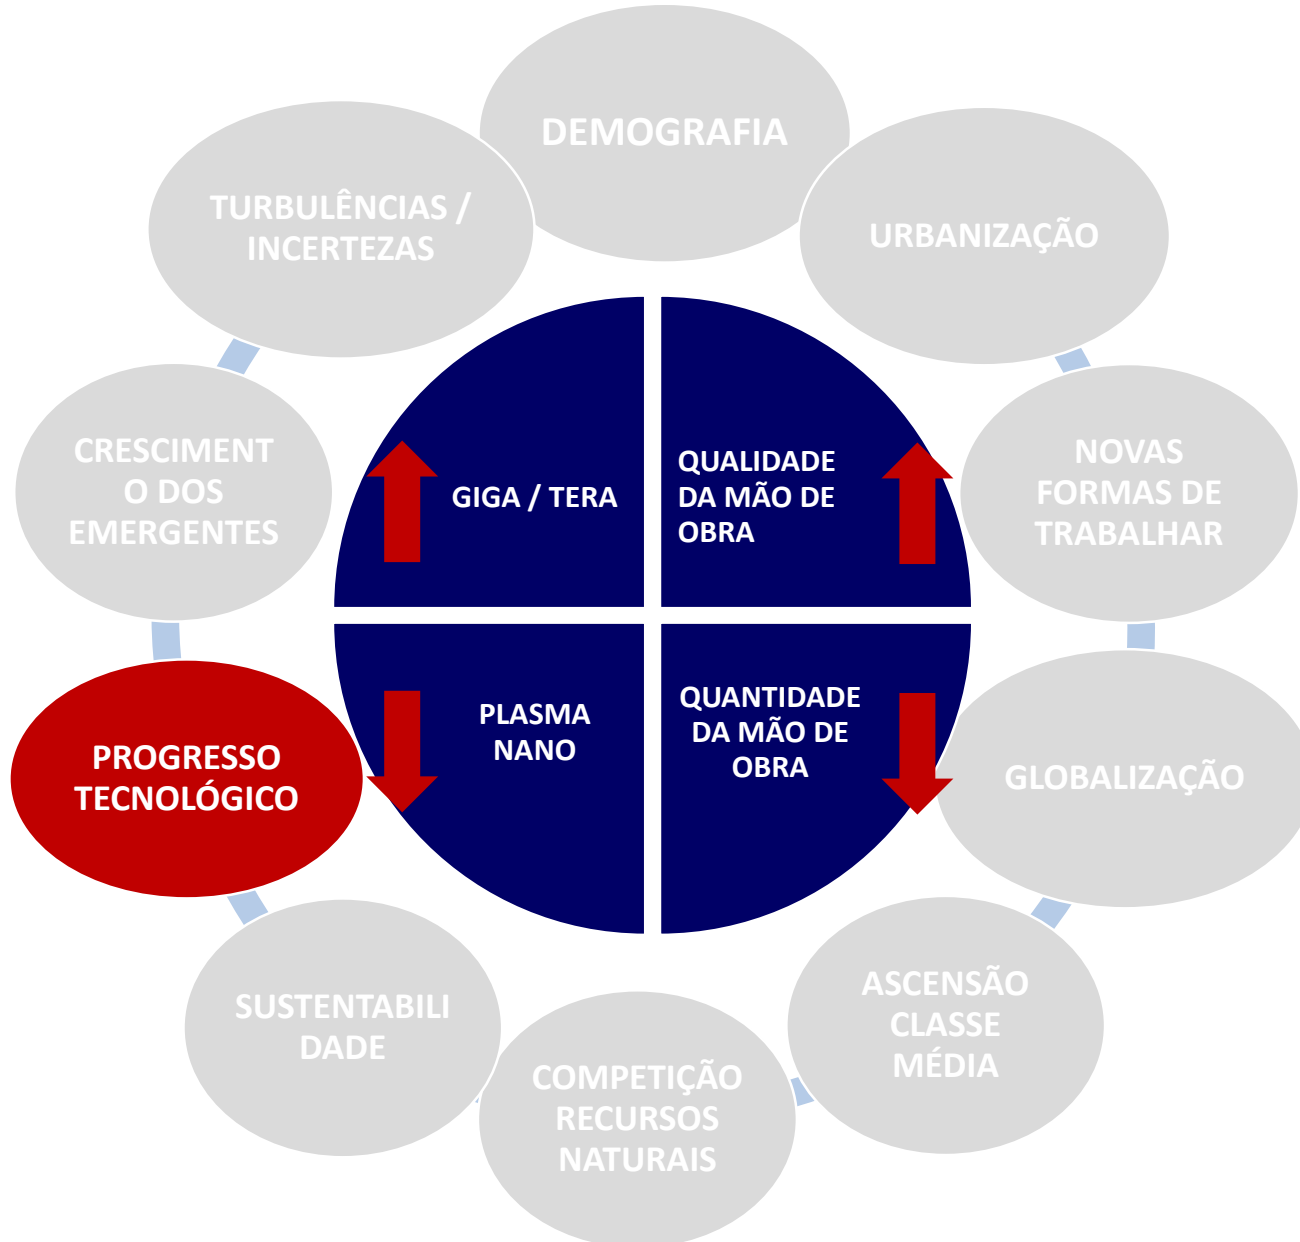 DEMOGRAFIA
TURBULÊNCIAS /
INCERTEZAS
URBANIZAÇÃO
CRESCIMENT
O DOS
EMERGENTES
GIGA / TERA
QUALIDADE
DA MÃO DE
OBRA
NOVAS
FORMAS DE
TRABALHAR
PROGRESSO
TECNOLÓGICO
PLASMA
NANO
QUANTIDADE
DA MÃO DE
OBRA
GLOBALIZAÇÃO
SUSTENTABILI
DADE
COMPETIÇÃO
RECURSOS
NATURAIS
ASCENSÃO
CLASSE
MÉDIA